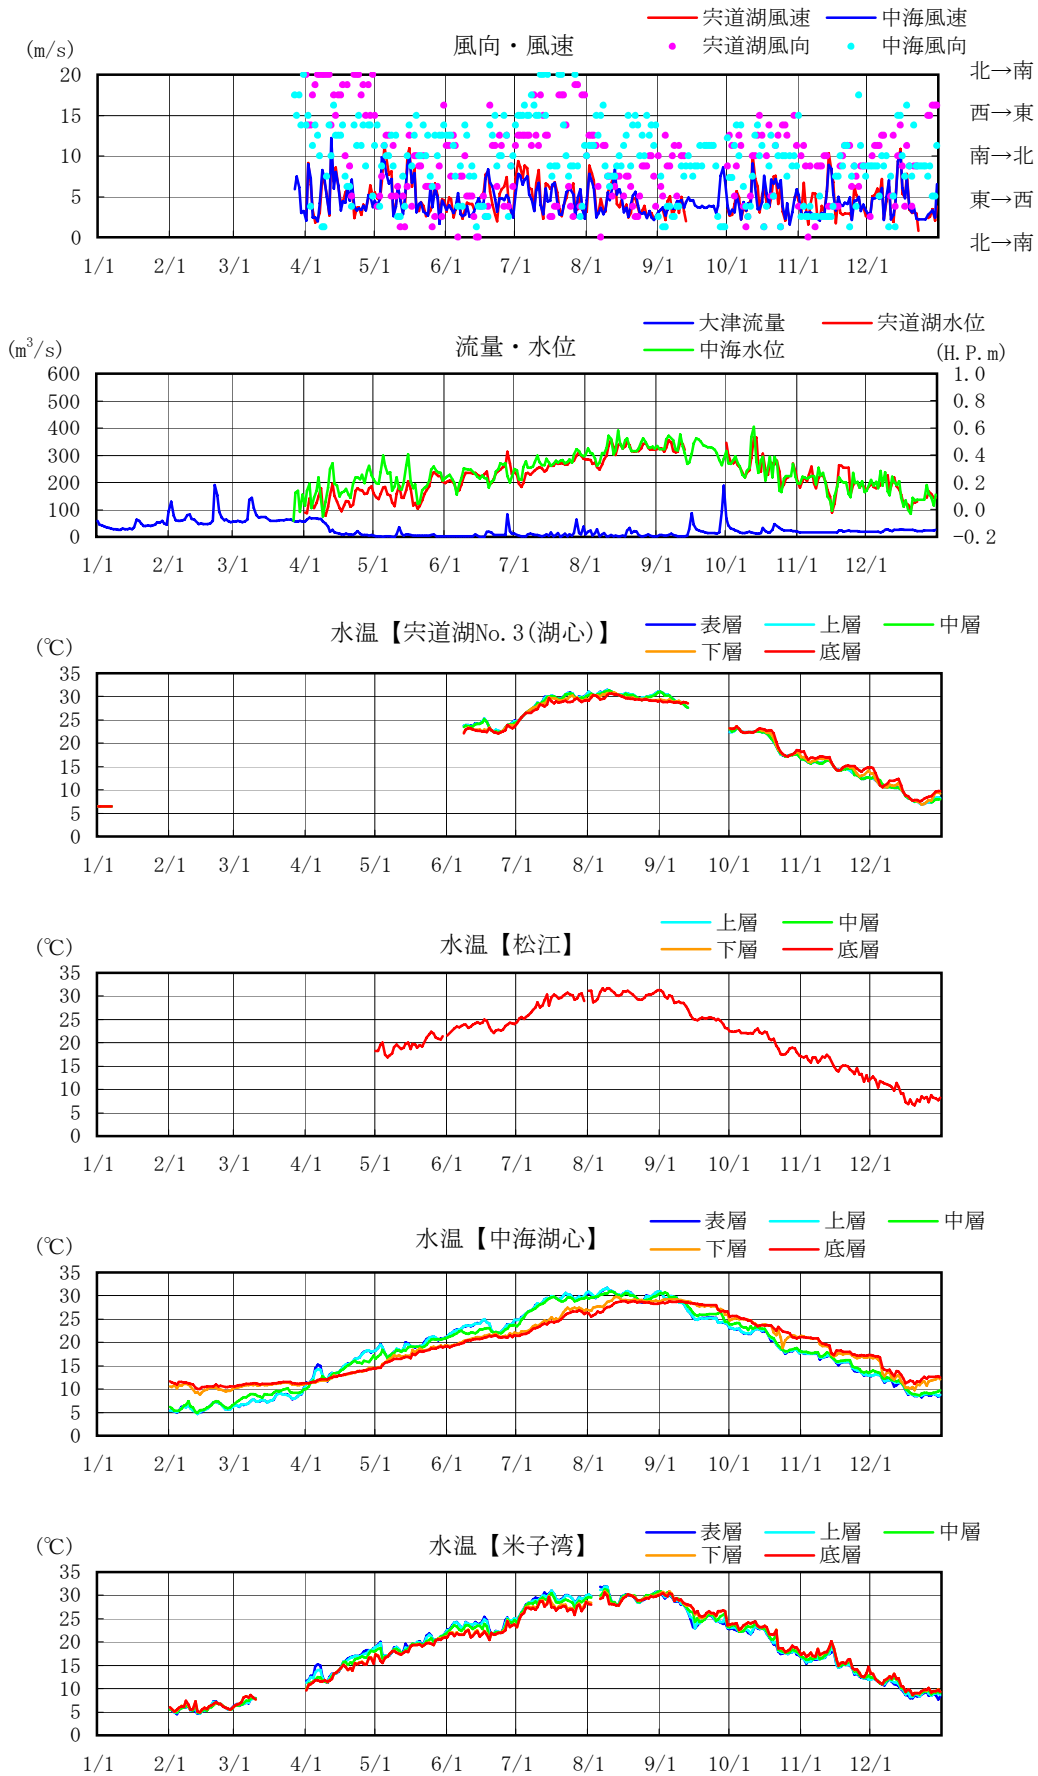 宍道湖風速 中海風速
(m/s) 風向・風速 宍道湖風向 中海風向
20 北→南
15 西→東
10 南→北
5 東→西
0 北→南
1/1 2/1 3/1 4/1 5/1 6/1 7/1 8/1 9/1 10/1 11/1 12/1
大津流量 宍道湖水位
(m³/s) 流量・水位 中海水位 (H.P.m)
600 1.0
500 0.8
400 0.6
300 0.4
200 0.2
100 0.0
0 -0.2
1/1 2/1 3/1 4/1 5/1 6/1 7/1 8/1 9/1 10/1 11/1 12/1
水温【宍道湖No.3(湖心)】 表層 上層 中層
(℃) 下層 底層
35
30
25
20
15
10
5
0
1/1 2/1 3/1 4/1 5/1 6/1 7/1 8/1 9/1 10/1 11/1 12/1
上層 中層
(℃) 水温【松江】 下層 底層
35
30
25
20
15
10
5
0
1/1 2/1 3/1 4/1 5/1 6/1 7/1 8/1 9/1 10/1 11/1 12/1
表層 上層 中層
(℃) 水温【中海湖心】 下層 底層
35
30
25
20
15
10
5
0
1/1 2/1 3/1 4/1 5/1 6/1 7/1 8/1 9/1 10/1 11/1 12/1
表層 上層 中層
(℃) 水温【米子湾】 下層 底層
35
30
25
20
15
10
5
0
1/1 2/1 3/1 4/1 5/1 6/1 7/1 8/1 9/1 10/1 11/1 12/1